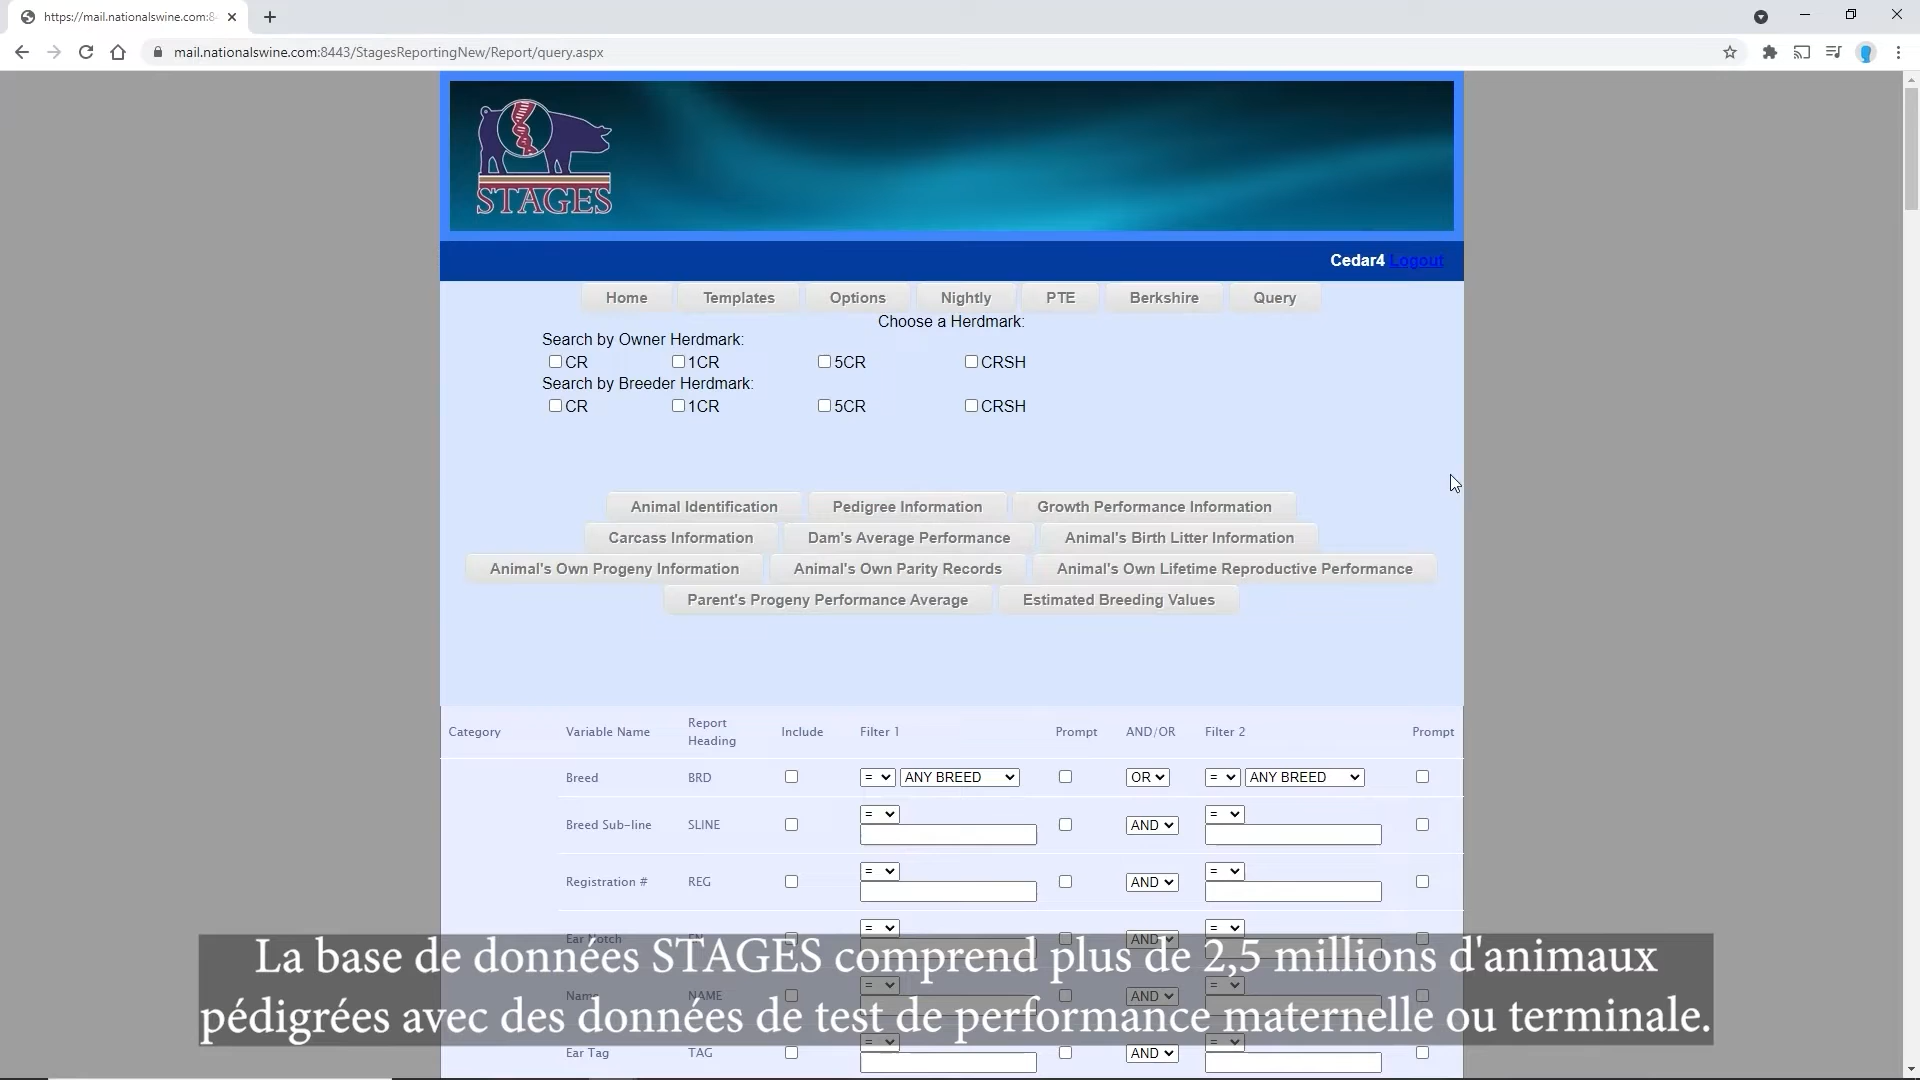 https://mail.nationalswine.com:8
mail.nationalswine.com:8443/StagesReportingNew/Report/query.aspx
STAGES
Cedar4 Logout
Home Templates Options Nightly PTE Berkshire Query
Choose a Herdmark:
Search by Owner Herdmark:
CR 1CR 5CR CRSH
Search by Breeder Herdmark:
CR 1CR 5CR CRSH
Animal Identification Pedigree Information Growth Performance Information
Carcass Information Dam's Average Performance Animal's Birth Litter Information
Animal's Own Progeny Information Animal's Own Parity Records Animal's Own Lifetime Reproductive Performance
Parent's Progeny Performance Average Estimated Breeding Values
Category Variable Name Report Heading Include Filter 1 Prompt AND/OR Filter 2 Prompt
Breed BRD = ANY BREED OR = ANY BREED
Breed Sub-line SLINE = AND =
Registration # REG = AND =
Ear Notch = AND =
Name NAME = AND =
Ear Tag TAG = AND =
La base de données STAGES comprend plus de 2,5 millions d'animaux
pédigrées avec des données de test de performance maternelle ou terminale.